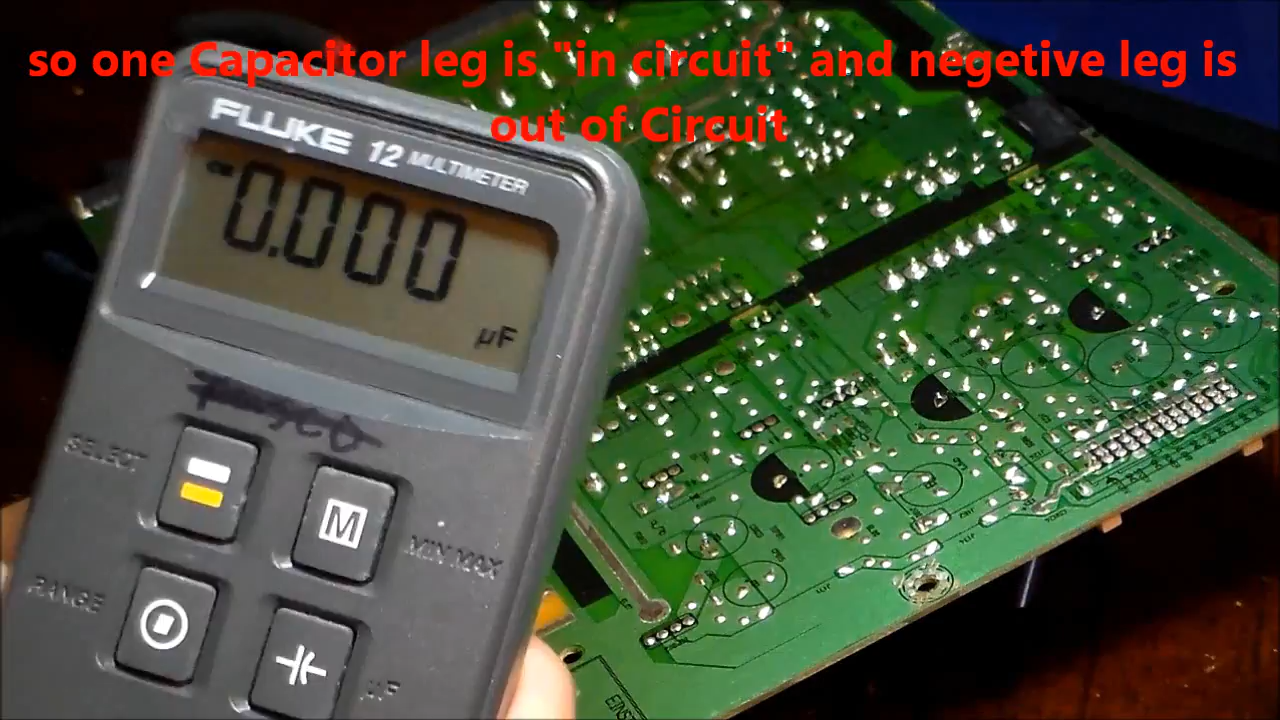 so one Capacitor leg is "in circuit" and negetive leg is
out of Circuit
FLUKE 12 MULTIMETER
0.000
µF
SELECT
M
MIN MAX
RANGE
µF